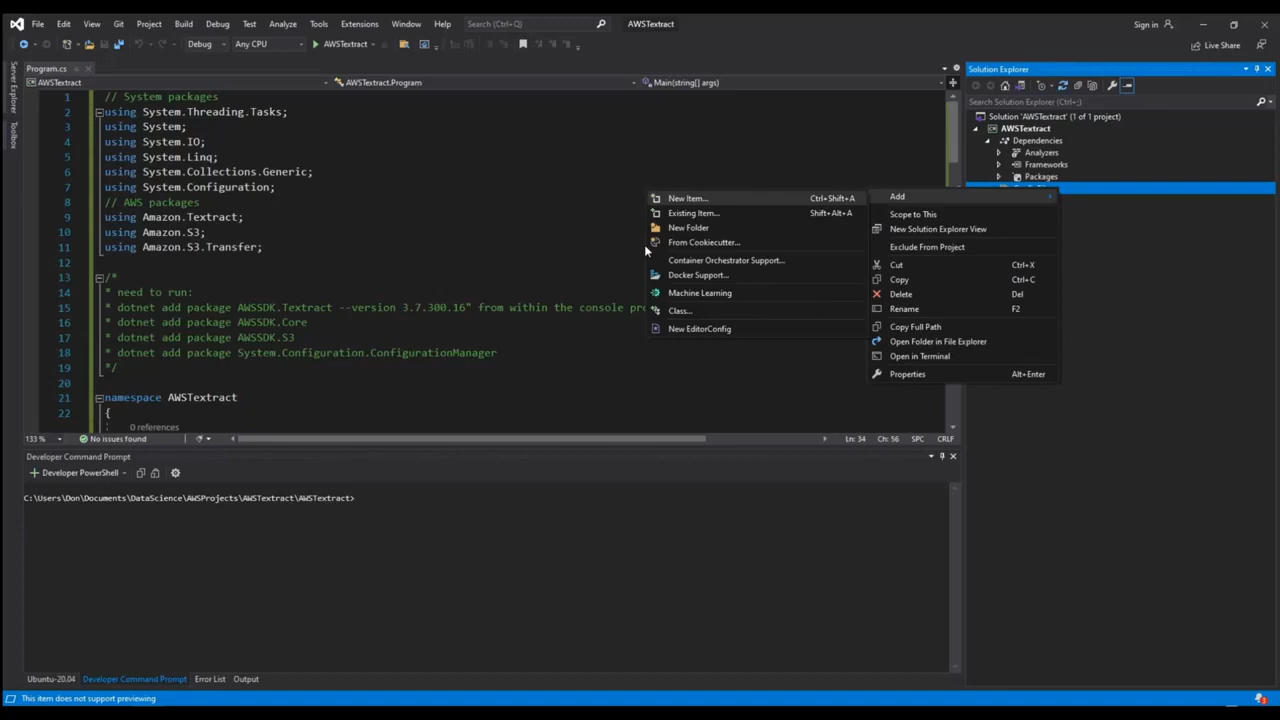 File Edit View Git Project Build Debug Test Analyze Tools Extensions Window Help Search (Ctrl+Q) AWSTextract Sign in
Debug Any CPU AWSTextract Live Share
Server Explorer
Toolbox
Program.cs
AWSTextract AWSTextract.Program Main(string[] args)
1 // System packages
2 using System.Threading.Tasks;
3 using System;
4 using System.IO;
5 using System.Linq;
6 using System.Collections.Generic;
7 using System.Configuration;
8 // AWS packages
9 using Amazon.Textract;
10 using Amazon.S3;
11 using Amazon.S3.Transfer;
12
13 /*
14 * need to run:
15 * dotnet add package AWSSDK.Textract --version 3.7.300.16" from within the console pr
16 * dotnet add package AWSSDK.Core
17 * dotnet add package AWSSDK.S3
18 * dotnet add package System.Configuration.ConfigurationManager
19 */
20
21 namespace AWSTextract
22 {
0 references
133 % No issues found Ln: 34 Ch: 56 SPC CRLF
New Item... Ctrl+Shift+A
Existing Item... Shift+Alt+A
New Folder
From Cookiecutter...
Container Orchestrator Support...
Docker Support...
Machine Learning
Class...
New EditorConfig
Add
Scope to This
New Solution Explorer View
Exclude From Project
Cut Ctrl+X
Copy Ctrl+C
Delete Del
Rename F2
Copy Full Path
Open Folder in File Explorer
Open in Terminal
Properties Alt+Enter
Solution Explorer
Search Solution Explorer (Ctrl+;)
Solution 'AWSTextract' (1 of 1 project)
AWSTextract
Dependencies
Analyzers
Frameworks
Packages
Developer Command Prompt
Developer PowerShell
C:\Users\Don\Documents\DataScience\AWSProjects\AWSTextract\AWSTextract>
Ubuntu-20.04 Developer Command Prompt Error List Output
This item does not support previewing